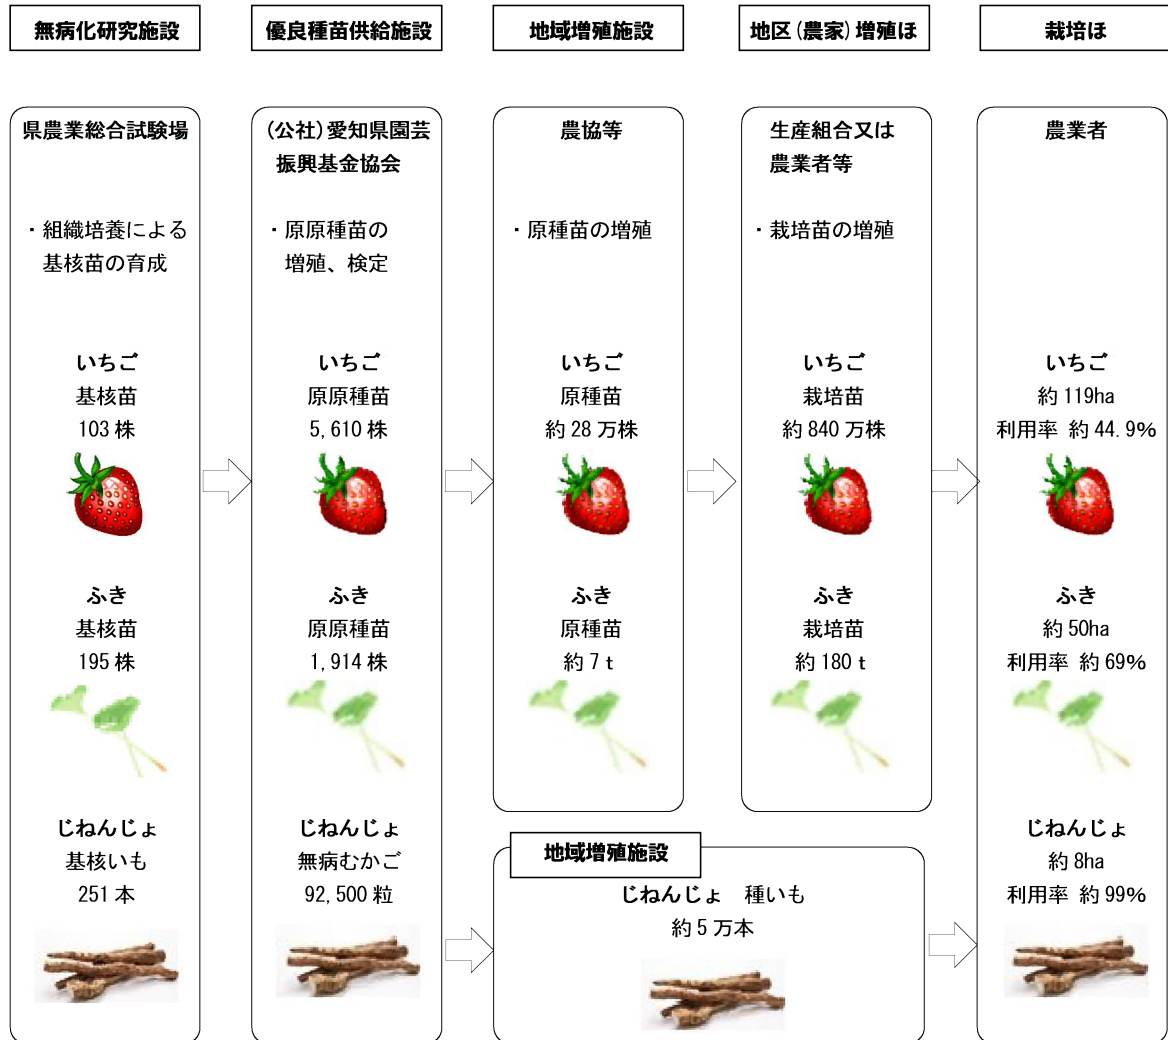 無病化研究施設
優良種苗供給施設
地域増殖施設
地区(農家)増殖ほ
栽培ほ
県農業総合試験場
・組織培養による
基核苗の育成
いちご
基核苗
103 株
ふき
基核苗
195 株
じねんじょ
基核いも
251 本
(公社)愛知県園芸
振興基金協会
・原原種苗の
増殖、検定
いちご
原原種苗
5,610 株
ふき
原原種苗
1,914 株
じねんじょ
無病むかご
92,500 粒
農協等
・原種苗の増殖
いちご
原種苗
約 28 万株
ふき
原種苗
約 7 t
生産組合又は
農業者等
・栽培苗の増殖
いちご
栽培苗
約 840 万株
ふき
栽培苗
約 180 t
地域増殖施設
じねんじょ 種いも
約 5 万本
農業者
いちご
約 119ha
利用率 約 44.9%
ふき
約 50ha
利用率 約 69%
じねんじょ
約 8ha
利用率 約 99%